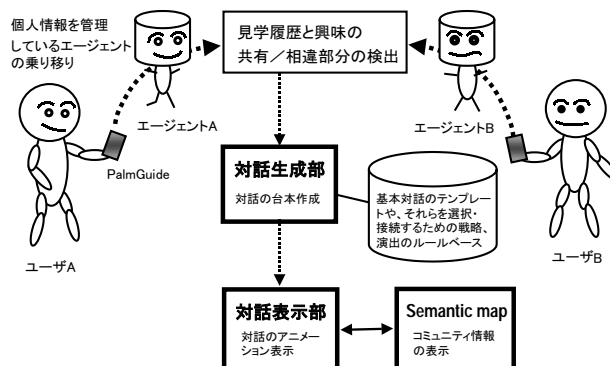 個人情報を管理
しているエージェント
の乗り移り
見学履歴と興味の
共有／相違部分の検出
エージェントA
エージェントB
PalmGuide
ユーザA
ユーザB
対話生成部
対話の台本作成
基本対話のテンプレー
トや、それらを選択・
接続するための戦略、
演出のルールベース
対話表示部
対話のアニメー
ション表示
Semantic map
コミュニティ情報
の表示